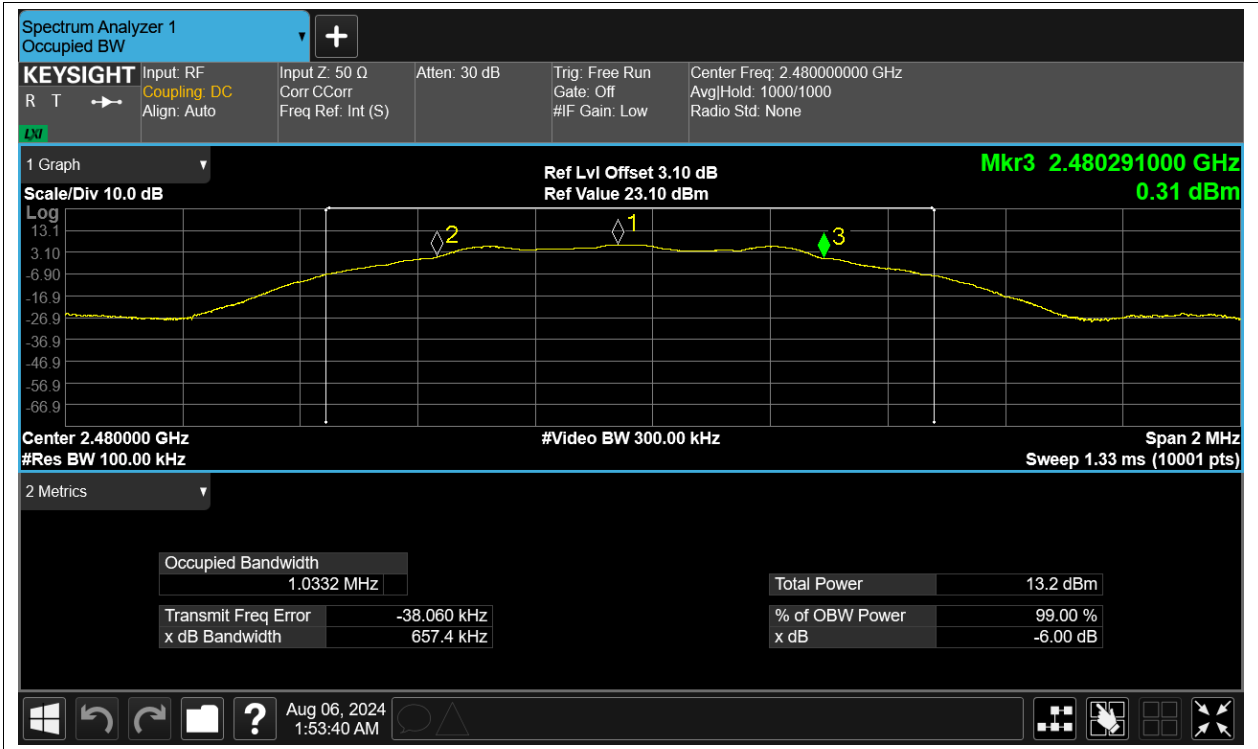 Spectrum Analyzer 1
Occupied BW
KEYSIGHT
R T
LXI
Input: RF
Coupling: DC
Align: Auto
Input Z: 50 Ω
Corr CCorr
Freq Ref: Int (S)
Atten: 30 dB
Trig: Free Run
Gate: Off
#IF Gain: Low
Center Freq: 2.480000000 GHz
Avg|Hold: 1000/1000
Radio Std: None
1 Graph
Scale/Div 10.0 dB
Ref Lvl Offset 3.10 dB
Ref Value 23.10 dBm
Mkr3 2.480291000 GHz
0.31 dBm
Log
13.1
3.10
-6.90
-16.9
-26.9
-36.9
-46.9
-56.9
-66.9
2
1
3
Center 2.480000 GHz
#Video BW 300.00 kHz
Span 2 MHz
#Res BW 100.00 kHz
Sweep 1.33 ms (10001 pts)
2 Metrics
Occupied Bandwidth
1.0332 MHz
Transmit Freq Error -38.060 kHz
x dB Bandwidth 657.4 kHz
Total Power 13.2 dBm
% of OBW Power 99.00 %
x dB -6.00 dB
?
Aug 06, 2024
1:53:40 AM